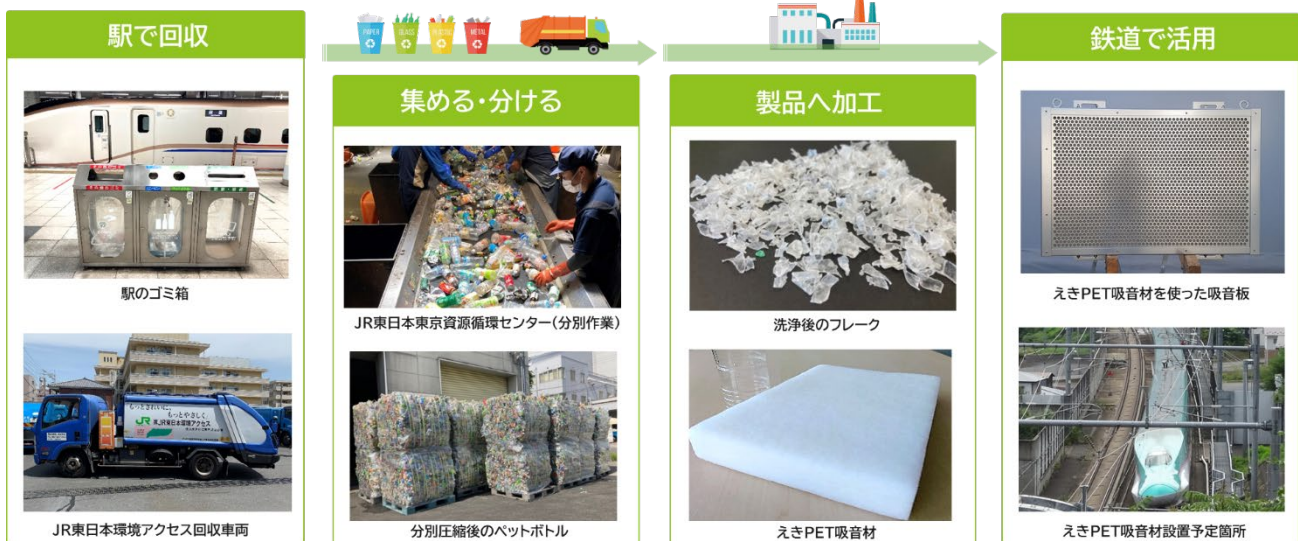 駅で回収
駅のゴミ箱
もっときれいに。
もっとやさしく。
JR
JR東日本環境アクセス
JR東日本環境アクセス回収車両
PAPER
GLASS
PLASTIC
METAL
集める・分ける
JR東日本東京資源循環センター(分別作業)
分別圧縮後のペットボトル
製品へ加工
洗浄後のフレーク
えきPET吸音材
鉄道で活用
えきPET吸音材を使った吸音板
えきPET吸音材設置予定箇所